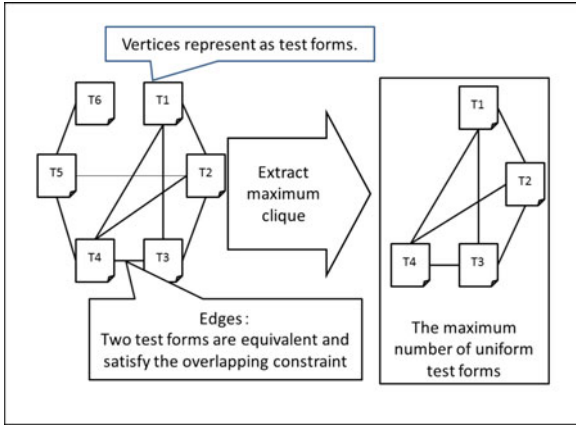 Vertices represent as test forms.
T6
T1
T5
T2
T4
T3
Extract
maximum
clique
Edges :
Two test forms are equivalent and
satisfy the overlapping constraint
T1
T2
T4
T3
The maximum
number of uniform
test forms